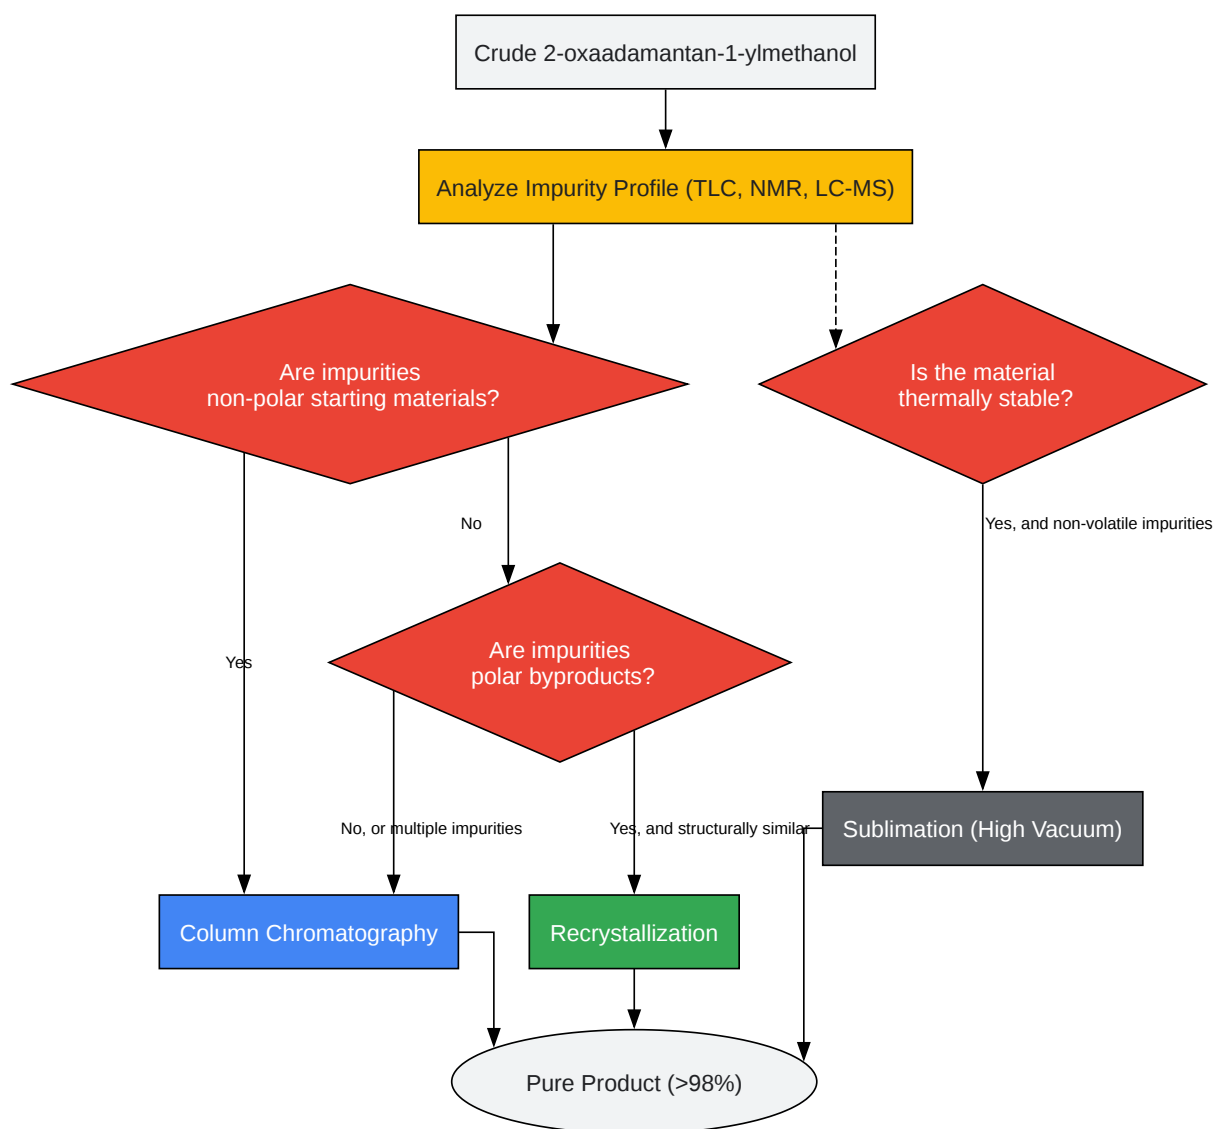 Crude 2-oxaadamantan-1-ylmethanol
Analyze Impurity Profile (TLC, NMR, LC-MS)
Are impurities
non-polar starting materials?
Is the material
thermally stable?
No
Yes, and non-volatile impurities
Are impurities
polar byproducts?
Yes
No, or multiple impurities
Yes, and structurally similar
Sublimation (High Vacuum)
Column Chromatography
Recrystallization
Pure Product (>98%)